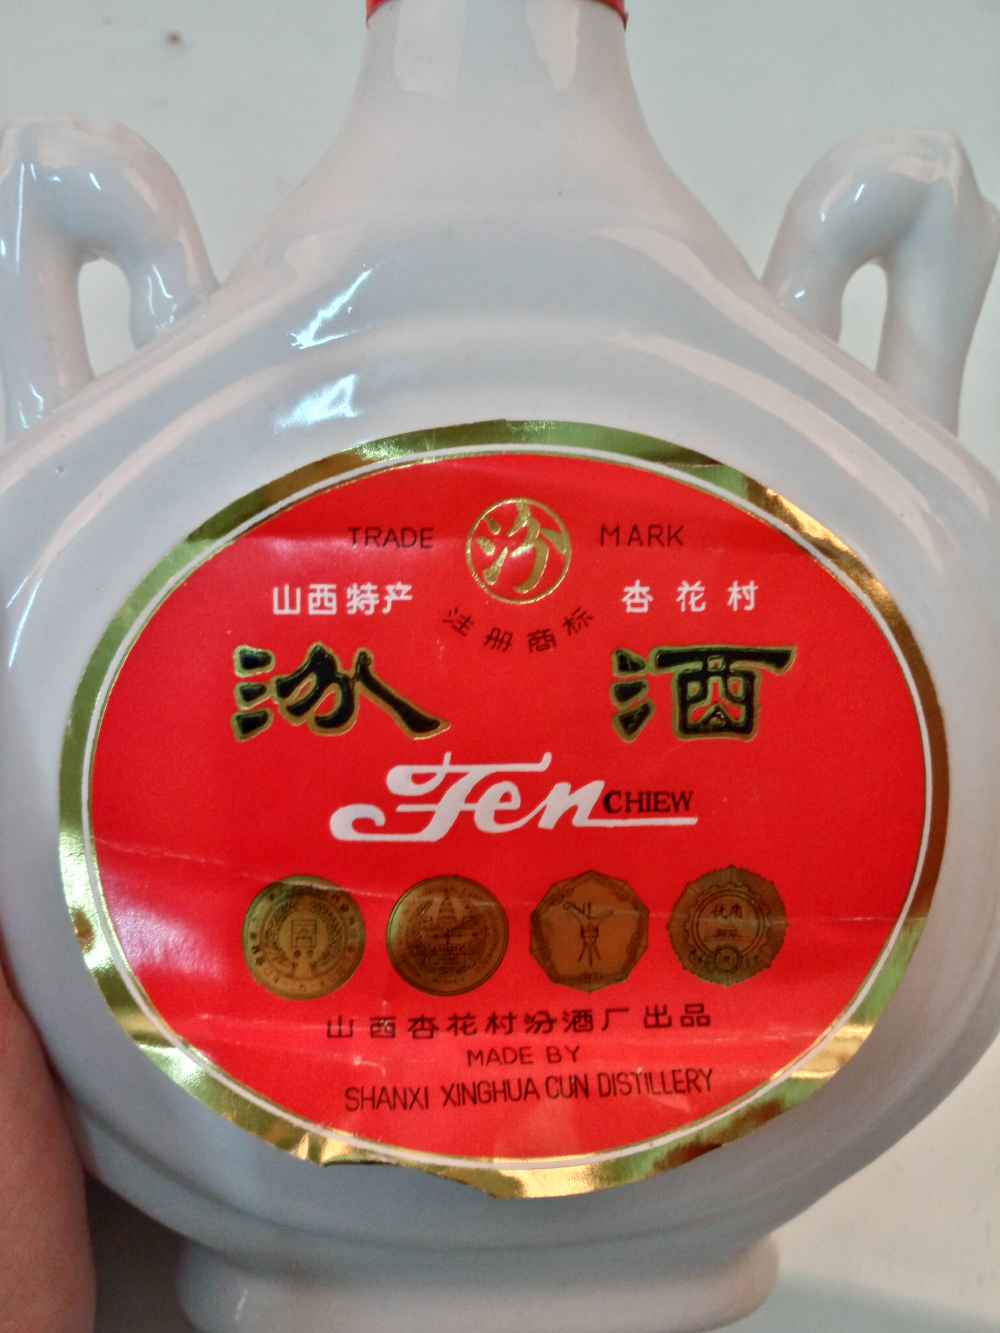 TRADE 汾 MARK
山西特产 杏花村
注册商标
汾酒
Fen CHIEW
山西杏花村汾酒厂出品
MADE BY
SHANXI XINGHUA CUN DISTILLERY